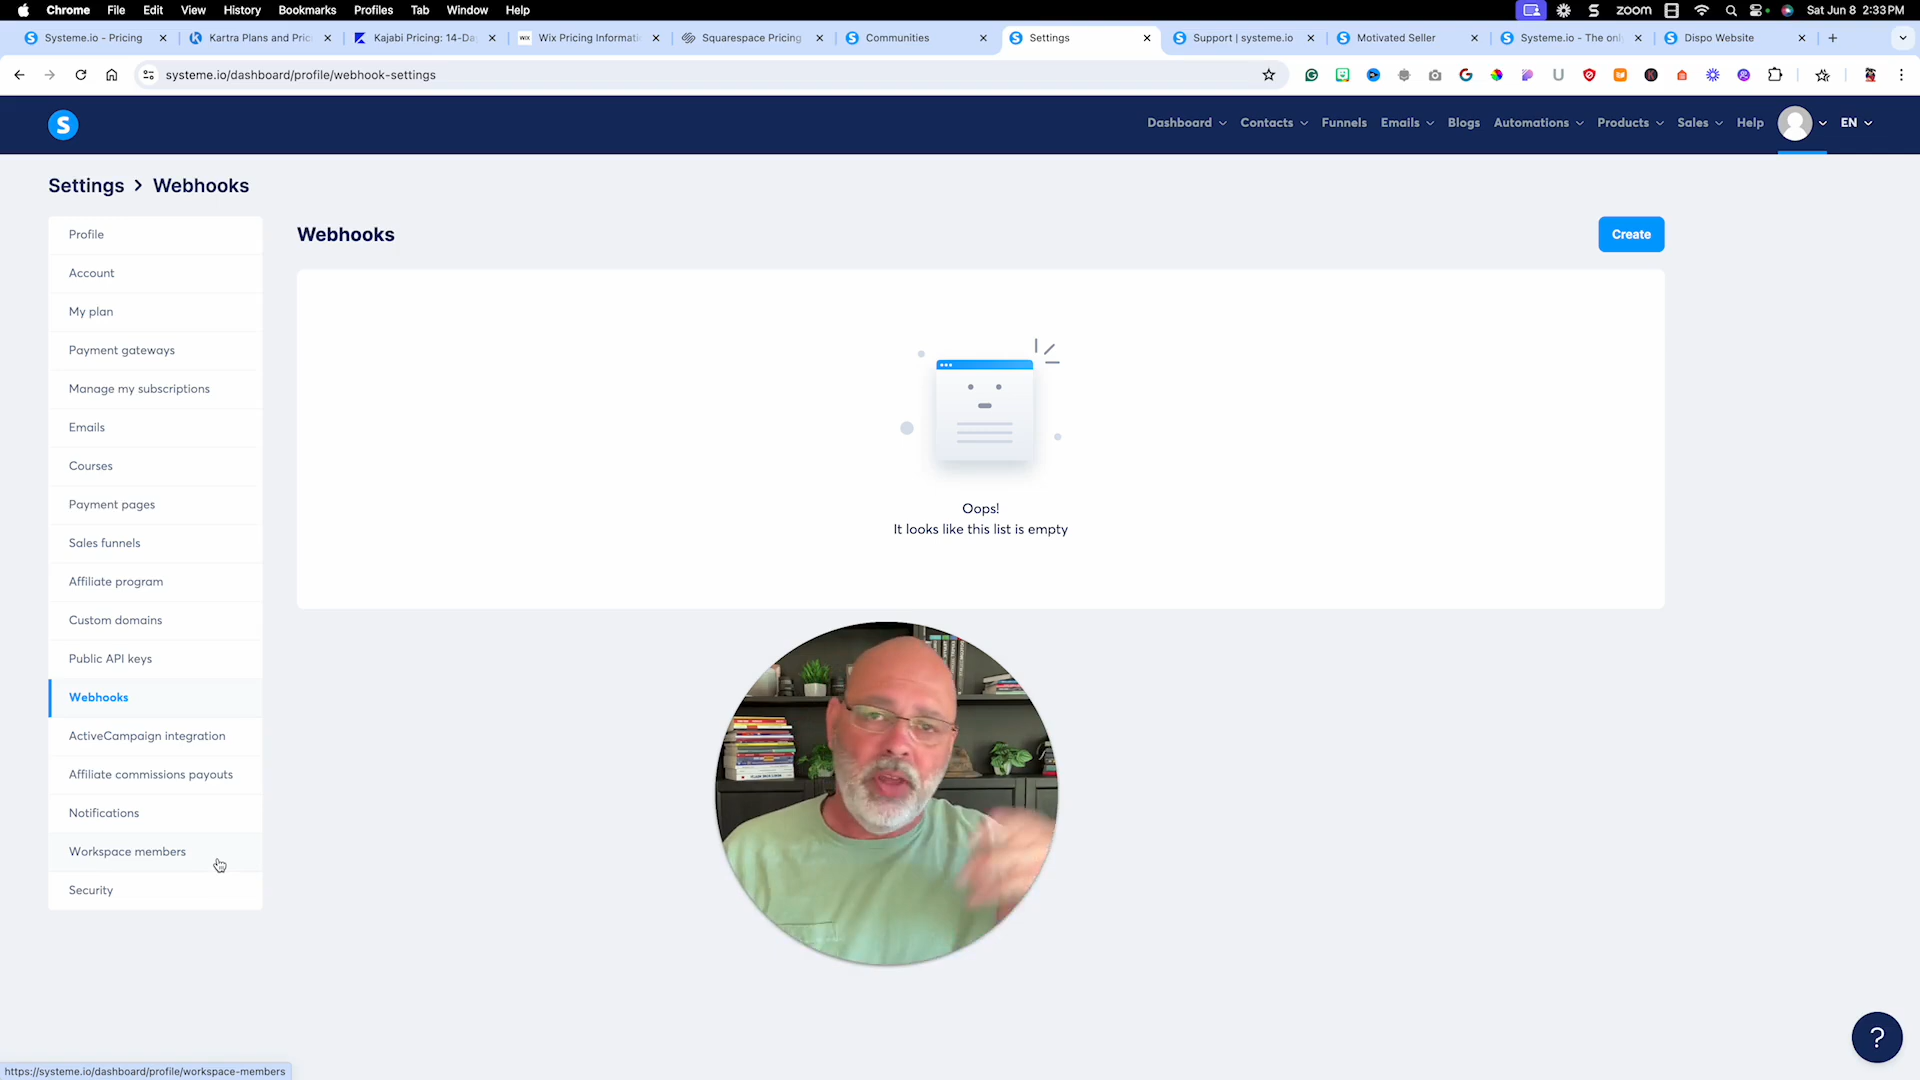 Chrome File Edit View History Bookmarks Profiles Tab Window Help
zoom Sat Jun 8 2:33 PM
Systeme.io - Pricing
Kartra Plans and Pric
Kajabi Pricing: 14-Da
WIX Wix Pricing Informati
Squarespace Pricing
Communities
Settings
Support | systeme.io
Motivated Seller
Systeme.io - The onl
Dispo Website
systeme.io/dashboard/profile/webhook-settings
S
Dashboard Contacts Funnels Emails Blogs Automations Products Sales Help EN
Settings > Webhooks
Profile
Account
My plan
Payment gateways
Manage my subscriptions
Emails
Courses
Payment pages
Sales funnels
Affiliate program
Custom domains
Public API keys
Webhooks
ActiveCampaign integration
Affiliate commissions payouts
Notifications
Workspace members
Security
Webhooks
Create
Oops!
It looks like this list is empty
?
https://systeme.io/dashboard/profile/workspace-members